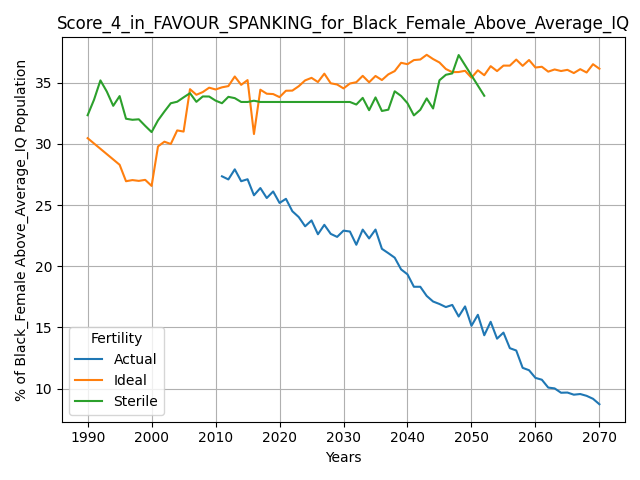 Score_4_in_FAVOUR_SPANKING_for_Black_Female_Above_Average_IQ
% of Black_Female Above_Average_IQ Population
35
30
25
20
15
10
Fertility
Actual
Ideal
Sterile
1990 2000 2010 2020 2030 2040 2050 2060 2070
Years